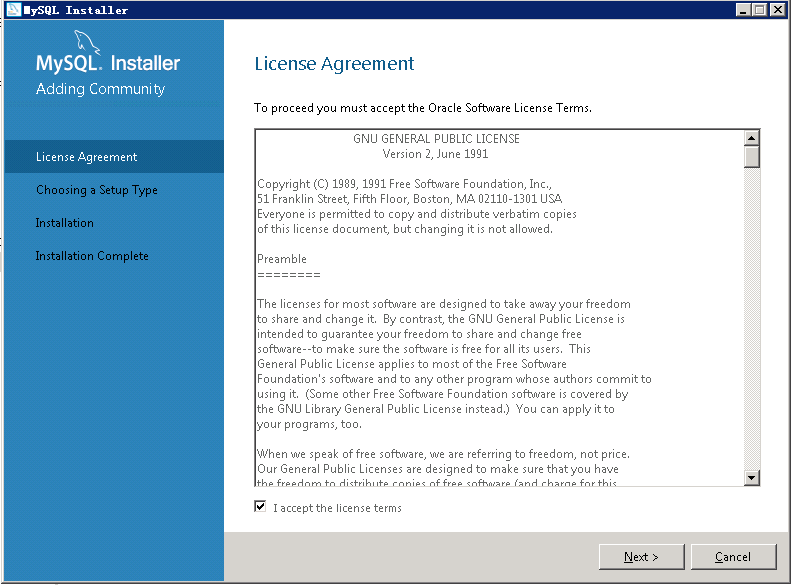 MySQL Installer
MySQL. Installer
Adding Community
License Agreement
Choosing a Setup Type
Installation
Installation Complete
License Agreement
To proceed you must accept the Oracle Software License Terms.
GNU GENERAL PUBLIC LICENSE
Version 2, June 1991
Copyright (C) 1989, 1991 Free Software Foundation, Inc.,
51 Franklin Street, Fifth Floor, Boston, MA 02110-1301 USA
Everyone is permitted to copy and distribute verbatim copies
of this license document, but changing it is not allowed.
Preamble
========
The licenses for most software are designed to take away your freedom
to share and change it.  By contrast, the GNU General Public License is
intended to guarantee your freedom to share and change free
software--to make sure the software is free for all its users.  This
General Public License applies to most of the Free Software
Foundation's software and to any other program whose authors commit to
using it.  (Some other Free Software Foundation software is covered by
the GNU Library General Public License instead.)  You can apply it to
your programs, too.
When we speak of free software, we are referring to freedom, not price.
Our General Public Licenses are designed to make sure that you have
the freedom to distribute copies of free software (and charge for this
I accept the license terms
Next >
Cancel